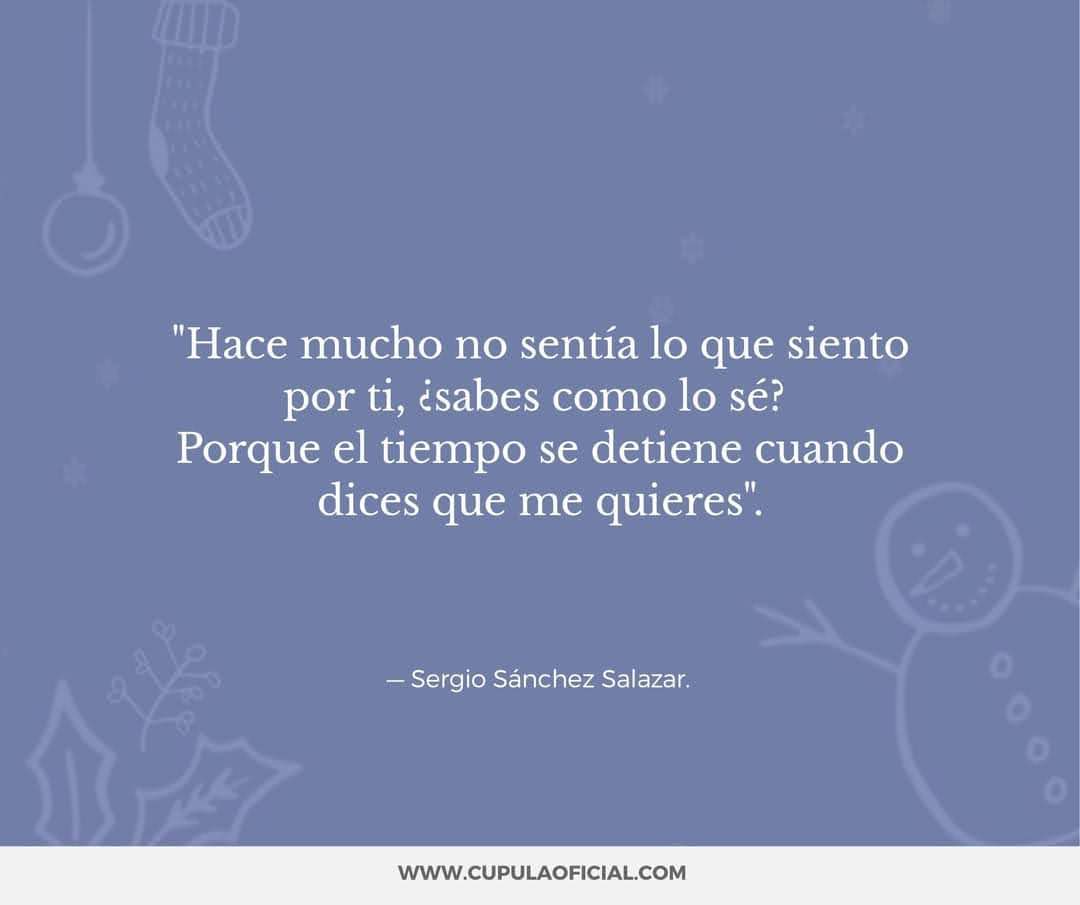 "Hace mucho no sentía lo que siento
por ti, ¿sabes como lo sé?
Porque el tiempo se detiene cuando
dices que me quieres".
— Sergio Sánchez Salazar.
WWW.CUPULAOFICIAL.COM